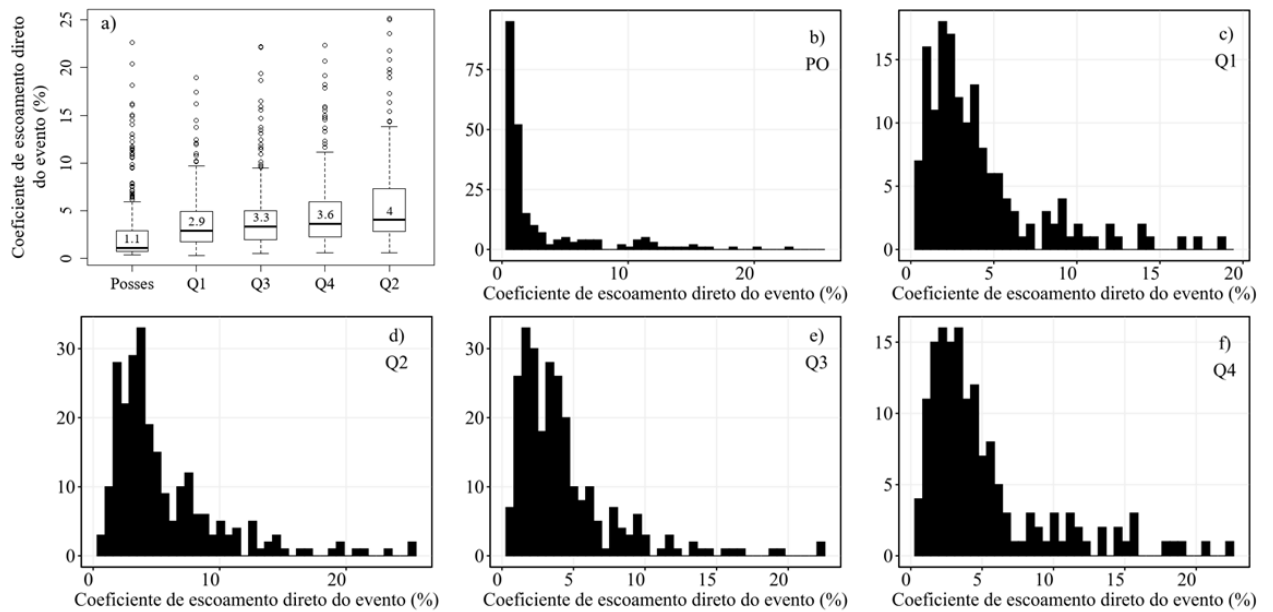 Coeficiente de escoamento direto
do evento (%)
a)
25
20
15
10
5
0
1.1
2.9
3.3
3.6
4
Posses Q1 Q3 Q4 Q2
b)
PO
75
50
25
0
0 10 20
Coeficiente de escoamento direto do evento (%)
c)
Q1
15
10
5
0
0 5 10 15 20
Coeficiente de escoamento direto do evento (%)
d)
Q2
30
20
10
0
0 10 20
Coeficiente de escoamento direto do evento (%)
e)
Q3
30
20
10
0
0 5 10 15 20
Coeficiente de escoamento direto do evento (%)
f)
Q4
15
10
5
0
0 5 10 15 20
Coeficiente de escoamento direto do evento (%)